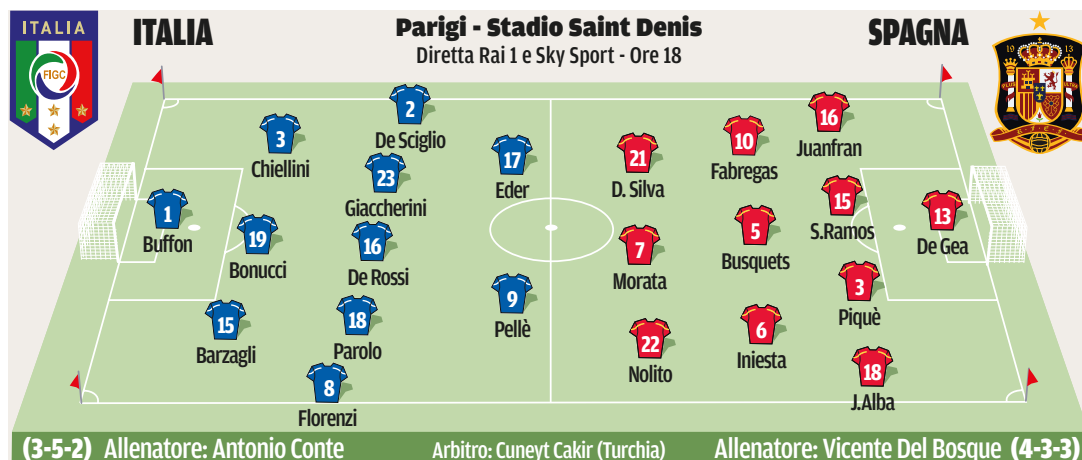 ITALIA
FIGC
ITALIA
Parigi - Stadio Saint Denis
SPAGNA
Diretta Rai 1 e Sky Sport - Ore 18
19 13
1
Buffon
3
Chiellini
19
Bonucci
15
Barzagli
2
De Sciglio
23
Giaccherini
16
De Rossi
18
Parolo
8
Florenzi
17
Eder
9
Pellè
21
D. Silva
7
Morata
22
Nolito
10
Fabregas
5
Busquets
6
Iniesta
16
Juanfran
15
S.Ramos
3
Piquè
18
J.Alba
13
De Gea
(3-5-2) Allenatore: Antonio Conte
Arbitro: Cuneyt Cakir (Turchia)
Allenatore: Vicente Del Bosque (4-3-3)